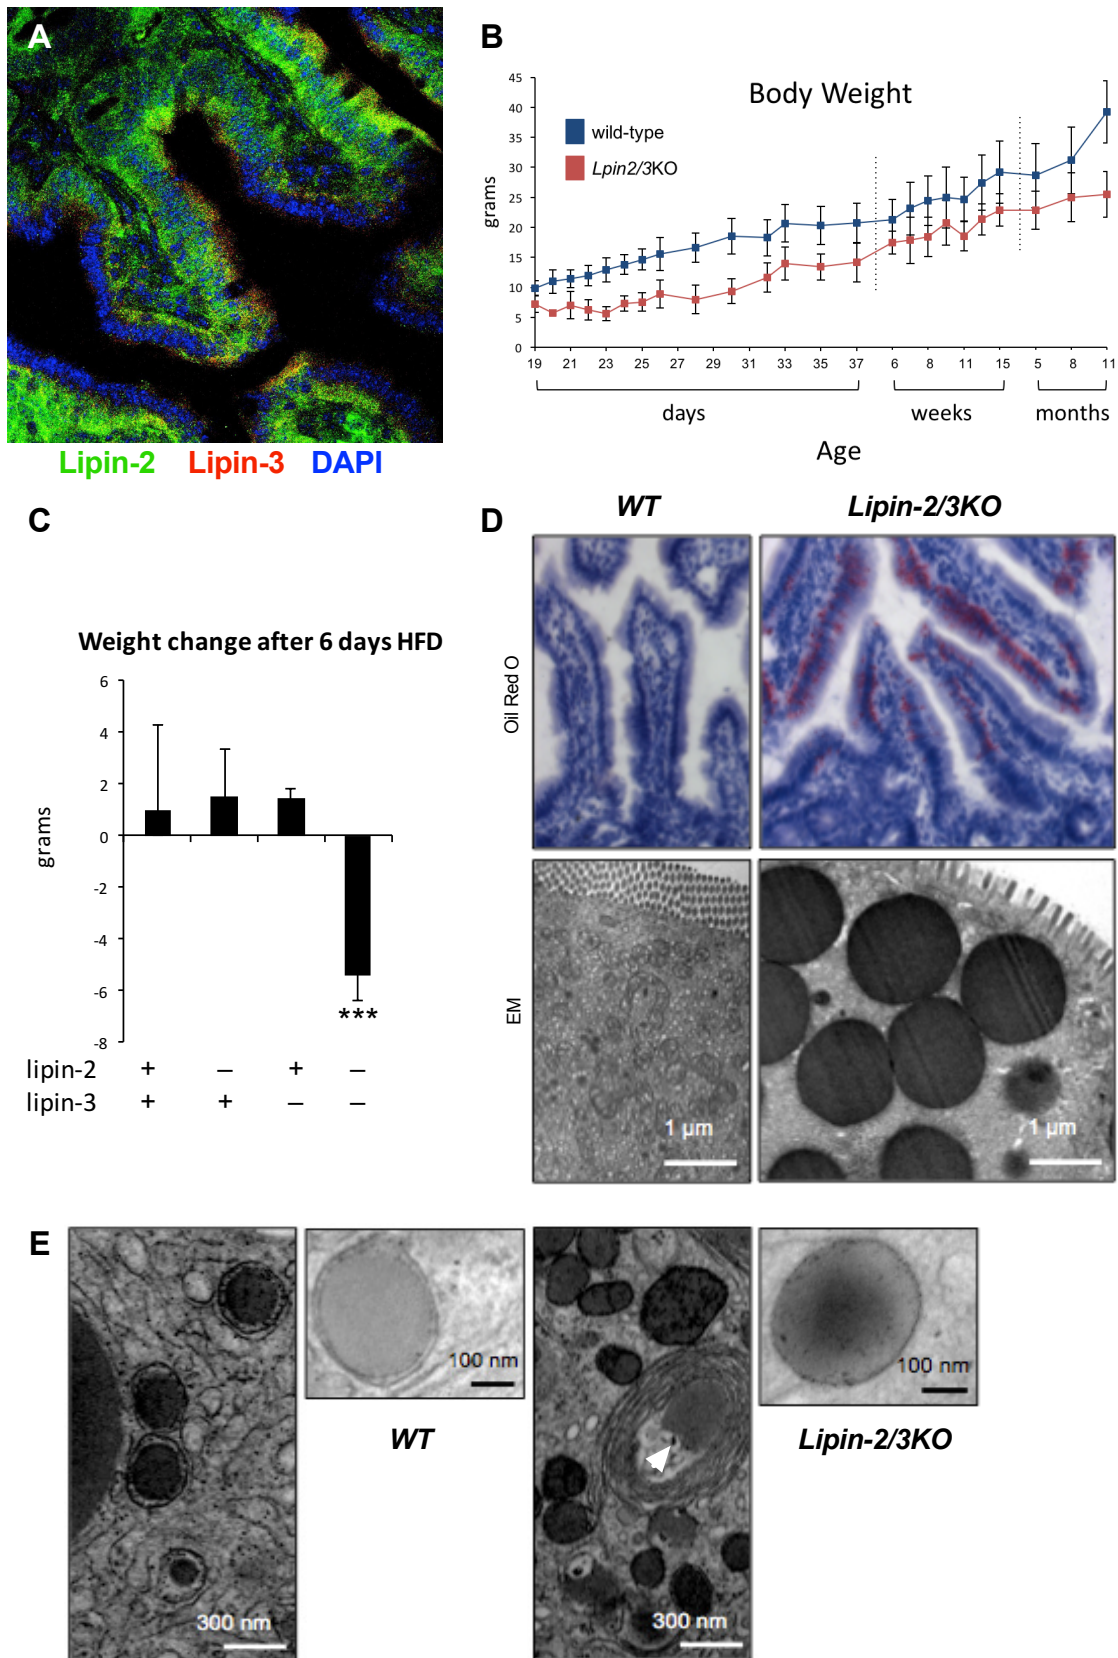 A
Lipin-2 Lipin-3 DAPI
B
Body Weight
wild-type
Lpin2/3KO
grams
45
40
35
30
25
20
15
10
5
0
19 21 23 25 27 29 31 33 35 37 6 8 11 15 5 8 11
days weeks months
Age
C
Weight change after 6 days HFD
grams
6
4
2
0
-2
-4
-6
-8
***
lipin-2 + – + –
lipin-3 + + – –
D
WT Lipin-2/3KO
Oil Red O
EM
1 µm
1 µm
E
300 nm
100 nm
WT
300 nm
100 nm
Lipin-2/3KO